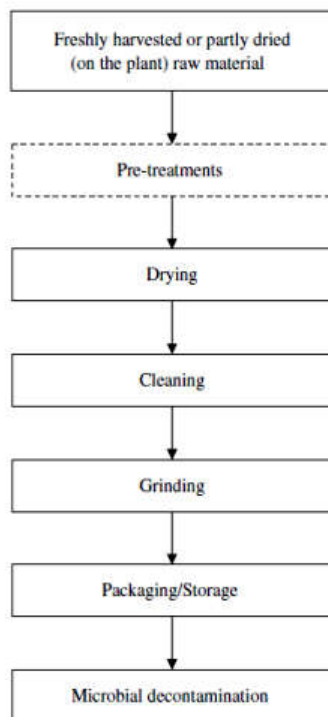 Freshly harvested or partly dried
(on the plant) raw material
Pre-treatments
Drying
Cleaning
Grinding
Packaging/Storage
Microbial decontamination